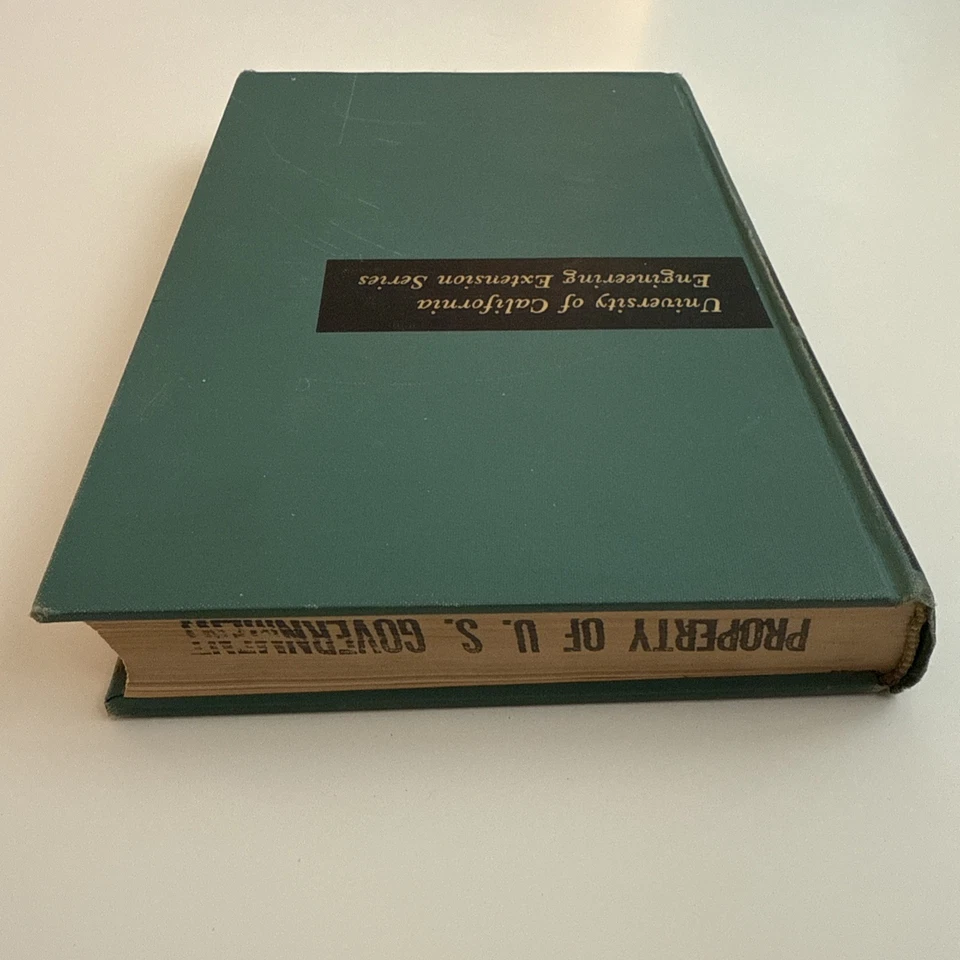 University of California
Engineering Extension Series
PROPERTY OF U. S. GOVERNMENT